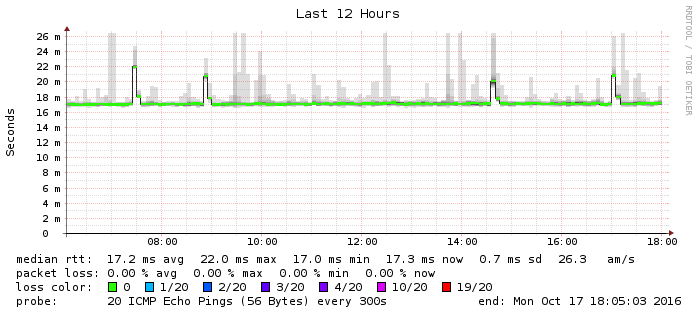 Last 12 Hours
RRDTOOL / TOBI OETIKER
Seconds
26 m
24 m
22 m
20 m
18 m
16 m
14 m
12 m
10 m
8 m
6 m
4 m
2 m
0
08:00 10:00 12:00 14:00 16:00 18:00
median rtt: 17.2 ms avg 22.0 ms max 17.0 ms min 17.3 ms now 0.7 ms sd 26.3 am/s
packet loss: 0.00 % avg 0.00 % max 0.00 % min 0.00 % now
loss color: 0 1/20 2/20 3/20 4/20 10/20 19/20
probe: 20 ICMP Echo Pings (56 Bytes) every 300s end: Mon Oct 17 18:05:03 2016